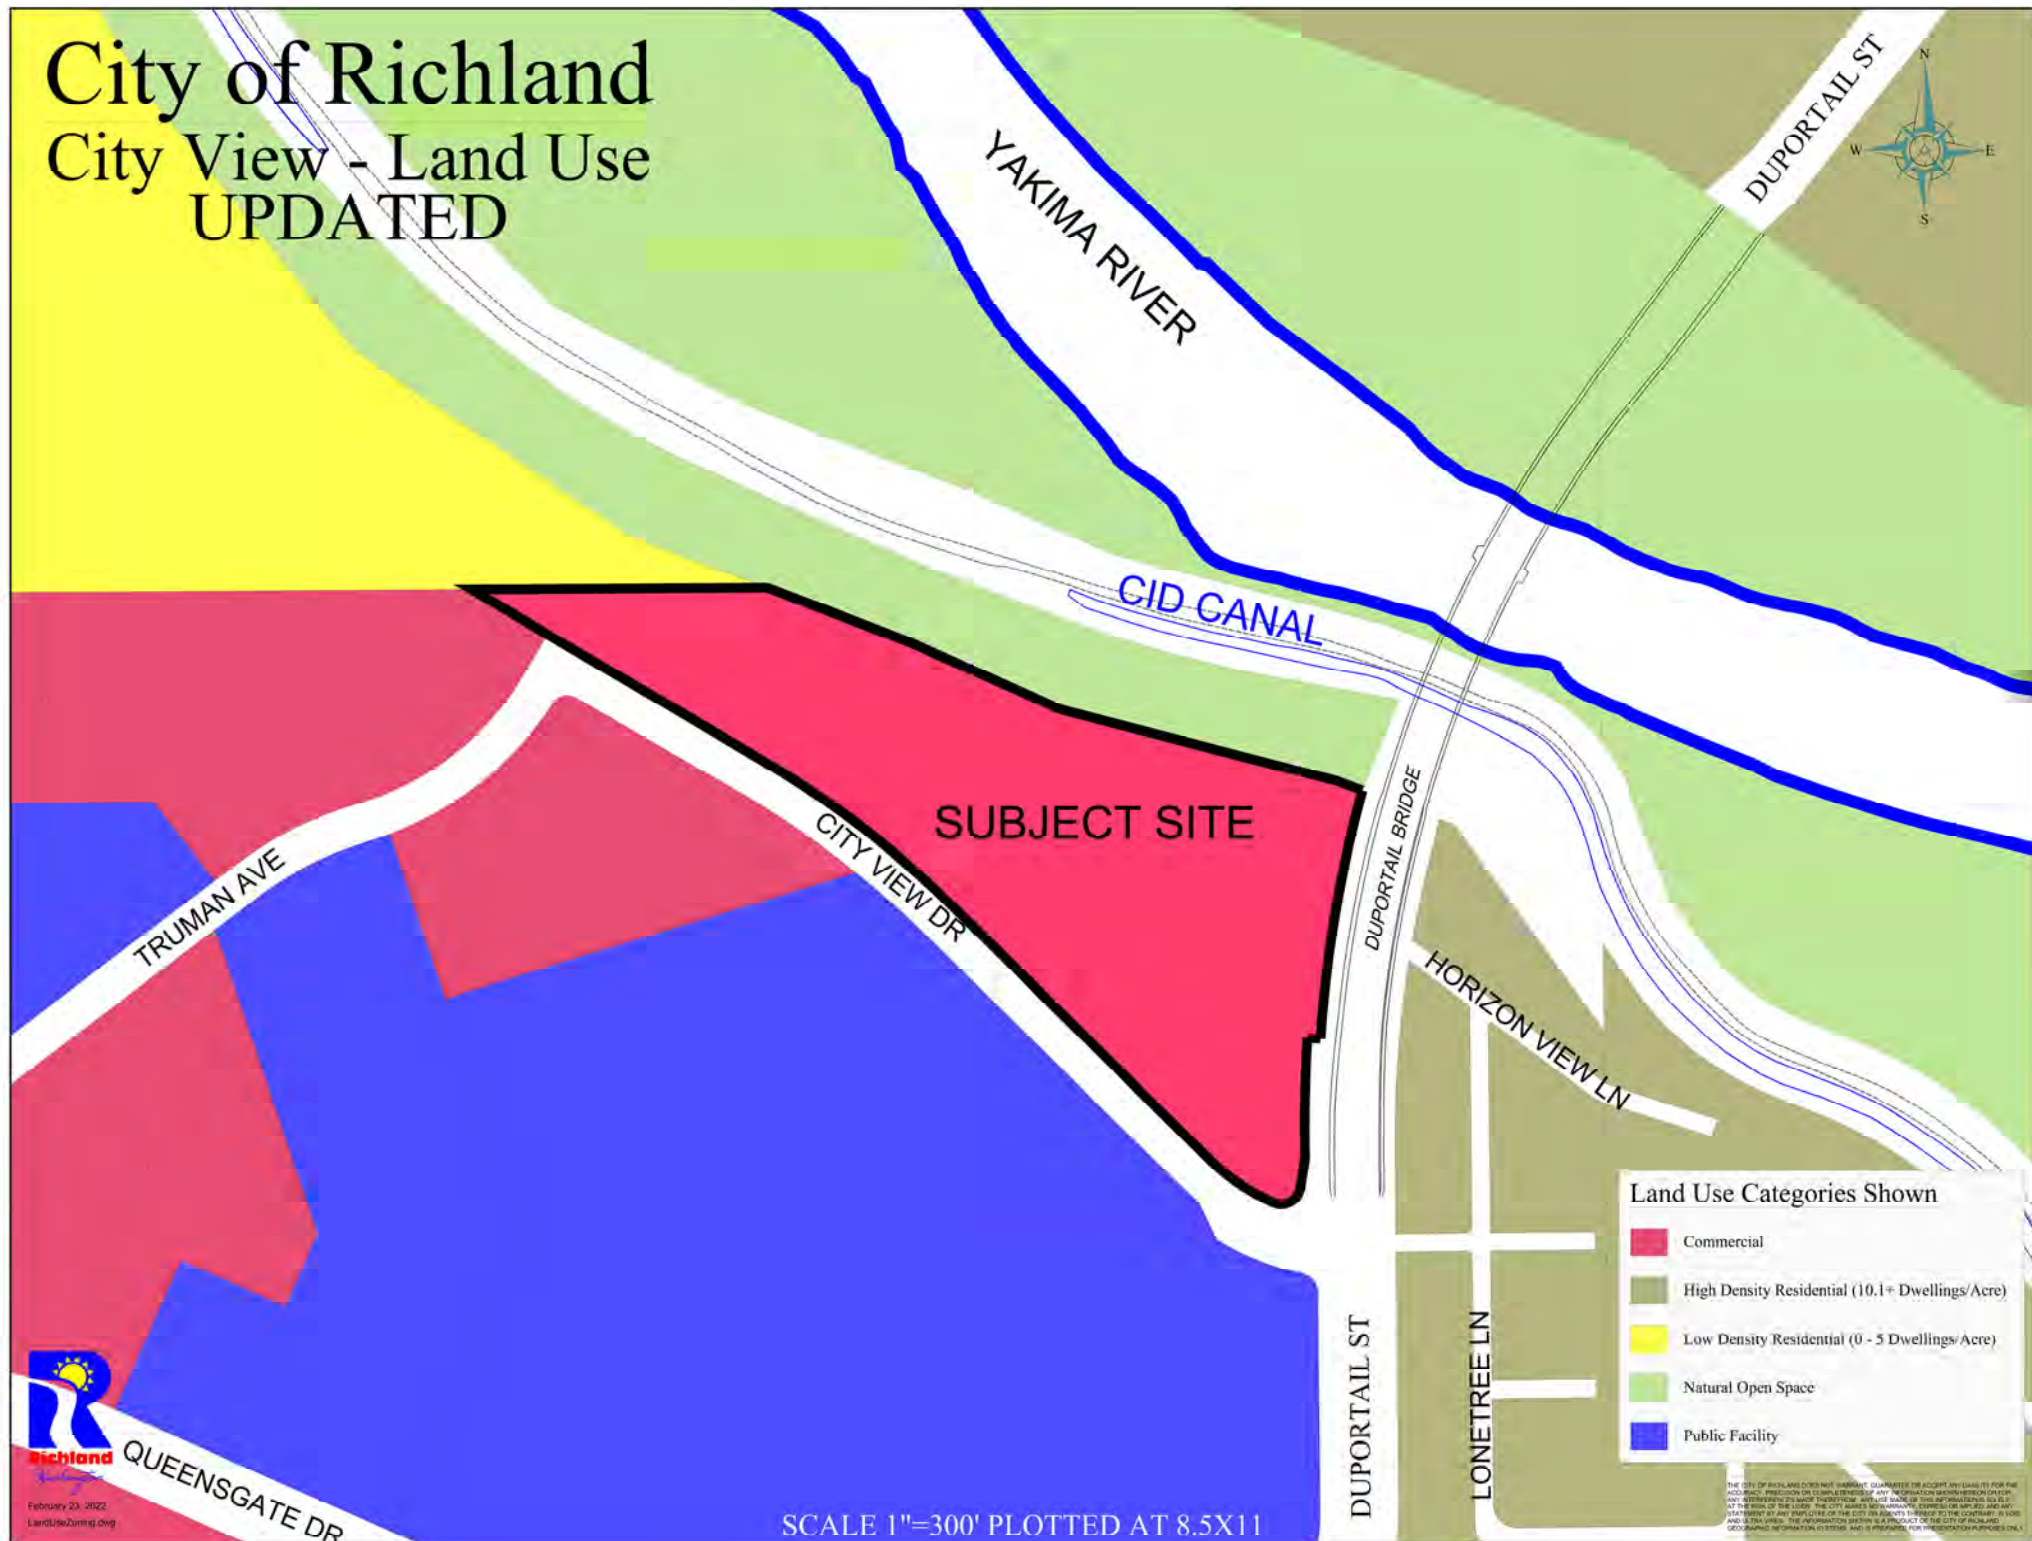 City of Richland
City View - Land Use
UPDATED
DUPORTAIL ST
N
W
E
S
YAKIMA RIVER
CID CANAL
SUBJECT SITE
DUPORTAIL BRIDGE
CITY VIEW DR
TRUMAN AVE
HORIZON VIEW LN
Land Use Categories Shown
Commercial
High Density Residential (10.1+ Dwellings/Acre)
Low Density Residential (0 - 5 Dwellings/Acre)
Natural Open Space
Public Facility
DUPORTAIL ST
LONETREE LN
Richland
Washington
February 23, 2022
LandUseZoning.dwg
QUEENSGATE DR
SCALE 1"=300' PLOTTED AT 8.5X11